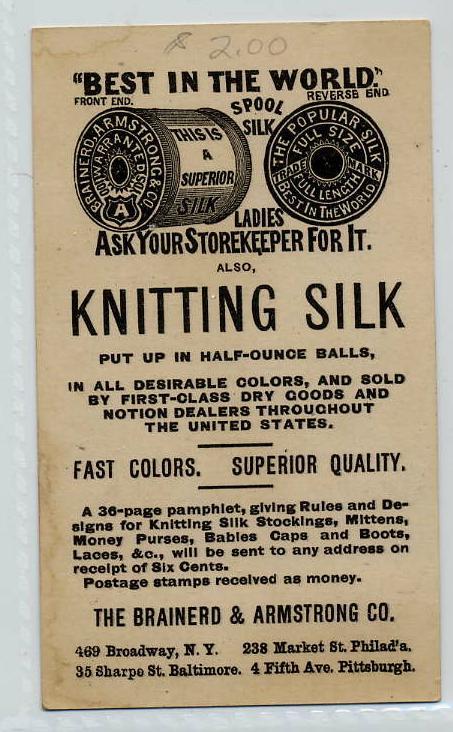 $ 2.00
"BEST IN THE WORLD."
FRONT END.
SPOOL SILK
REVERSE END
BRAINERD, ARMSTRONG & CO.
WARRANTED
A
THIS IS
A
SUPERIOR
SILK
THE POPULAR SILK
FULL SIZE
TRADE MARK
FULL LENGTH
BEST IN THE WORLD
LADIES
ASK YOUR STOREKEEPER FOR IT.
ALSO,
KNITTING SILK
PUT UP IN HALF-OUNCE BALLS,
IN ALL DESIRABLE COLORS, AND SOLD
BY FIRST-CLASS DRY GOODS AND
NOTION DEALERS THROUGHOUT
THE UNITED STATES.
FAST COLORS. SUPERIOR QUALITY.
A 36-page pamphlet, giving Rules and De-
signs for Knitting Silk Stockings, Mittens,
Money Purses, Babies Caps and Boots,
Laces, &c., will be sent to any address on
receipt of Six Cents.
Postage stamps received as money.
THE BRAINERD & ARMSTRONG CO.
469 Broadway, N. Y. 238 Market St. Philad'a.
35 Sharpe St. Baltimore. 4 Fifth Ave. Pittsburgh.